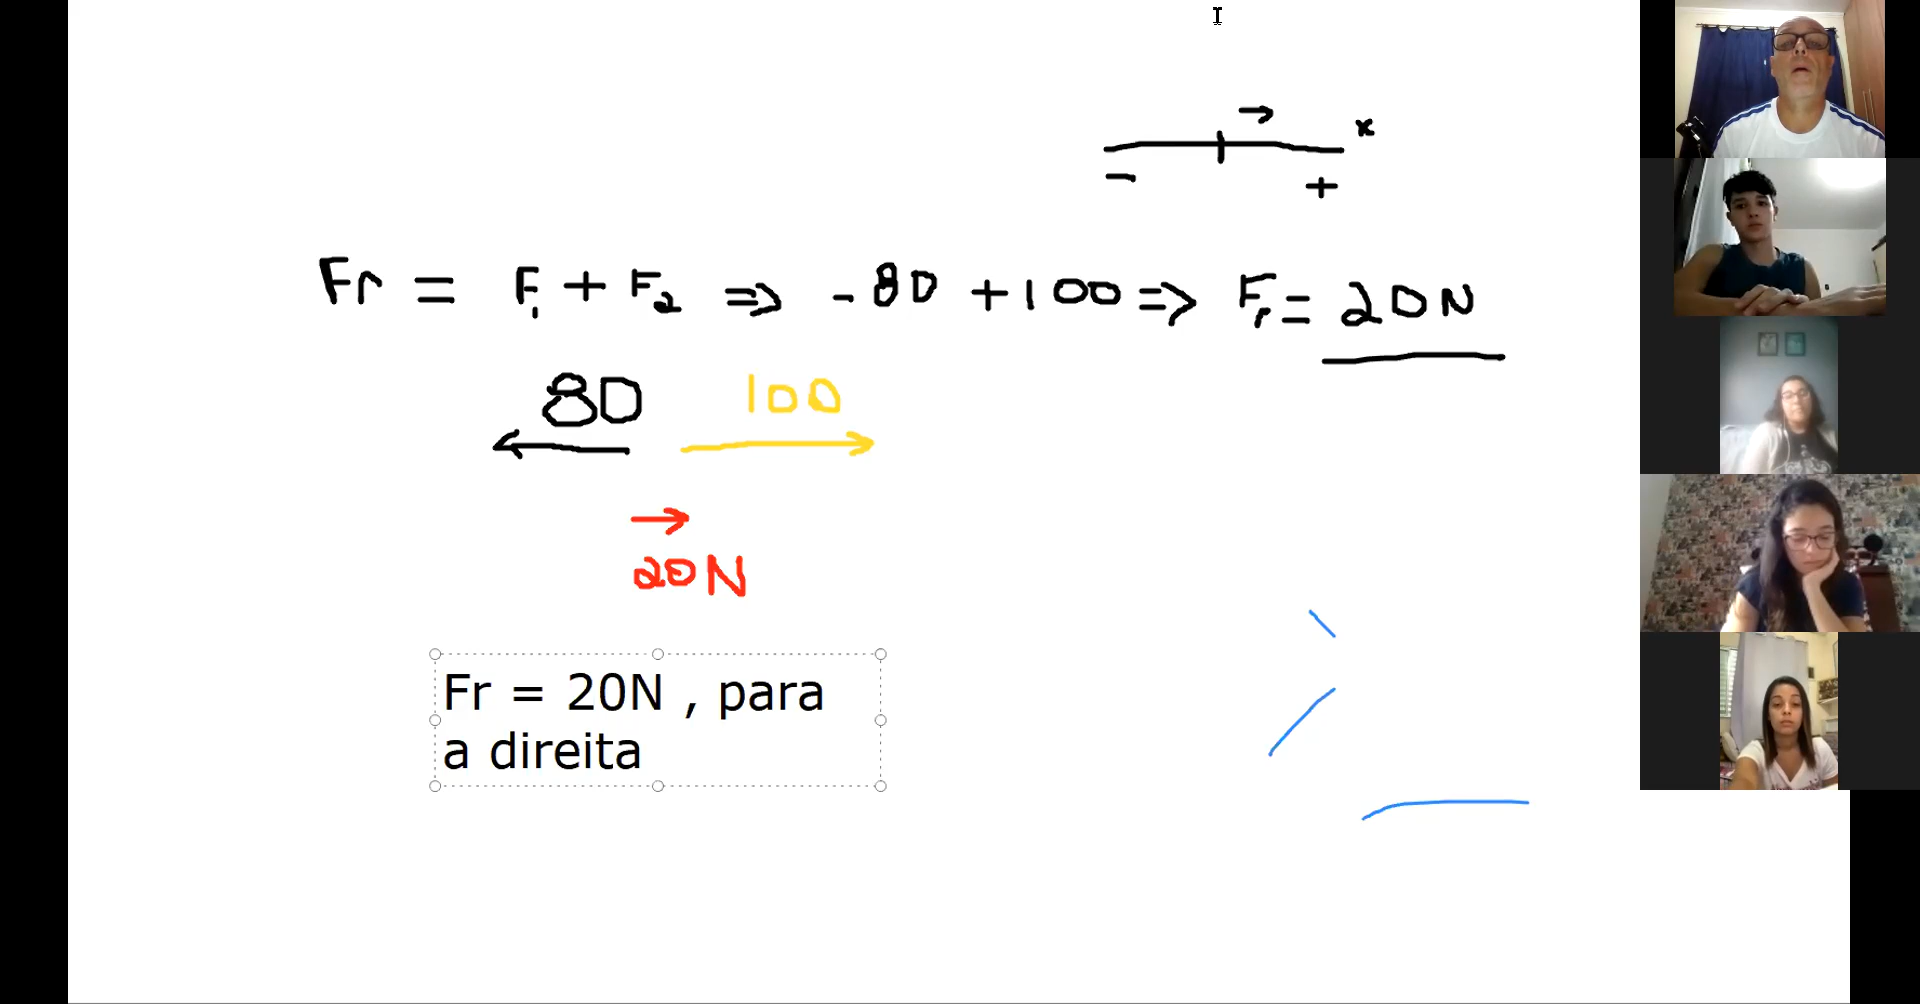 x
- +
Fr = F1 + F2 => -80 +100 => Fr = 20N
80 100
20N
Fr = 20N , para
a direita